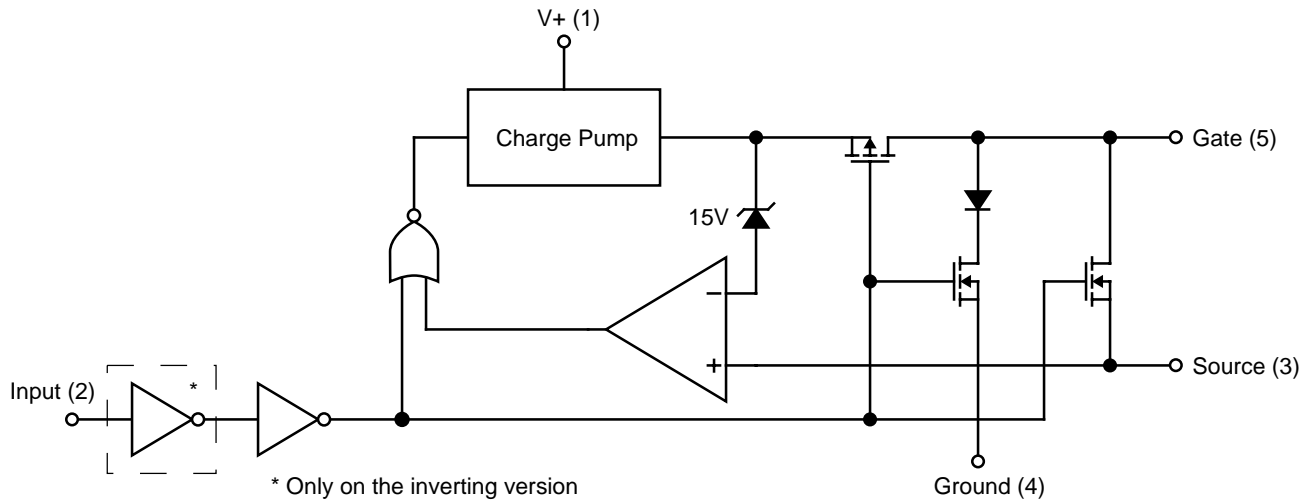 V+ (1)
Charge Pump
Gate (5)
15V
−
+
Source (3)
Input (2)
*
* Only on the inverting version
Ground (4)